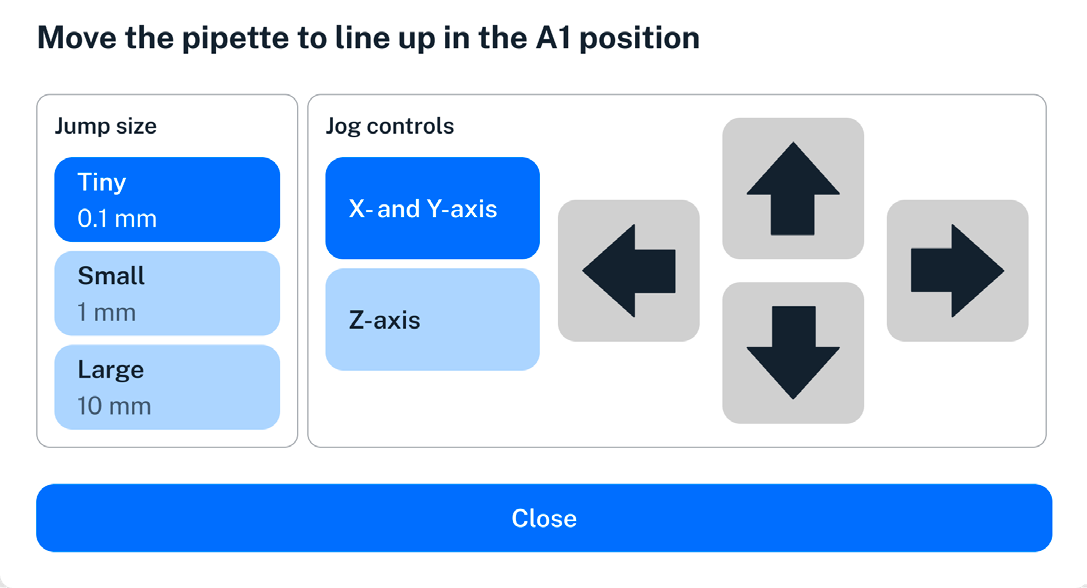 Move the pipette to line up in the A1 position
Jump size
Tiny
0.1 mm
Small
1 mm
Large
10 mm
Jog controls
X- and Y-axis
Z-axis
Close